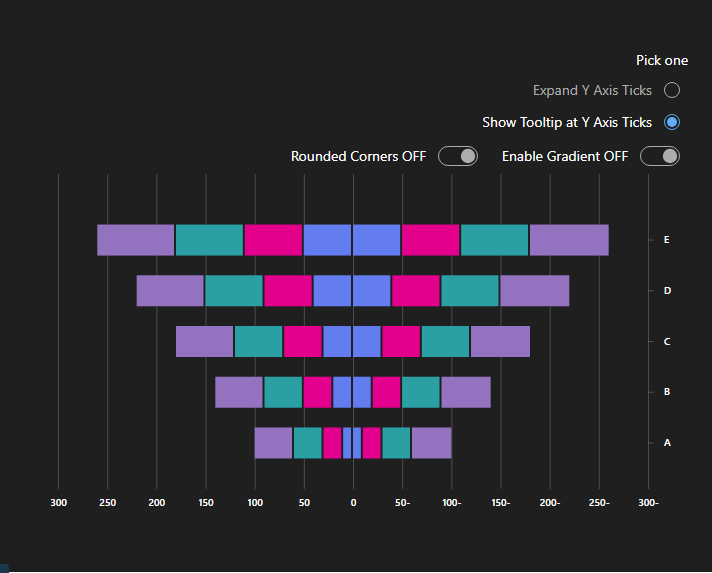 Pick one
Expand Y Axis Ticks
Show Tooltip at Y Axis Ticks
Rounded Corners OFF Enable Gradient OFF
E
D
C
B
A
300 250 200 150 100 50 0 50- 100- 150- 200- 250- 300-